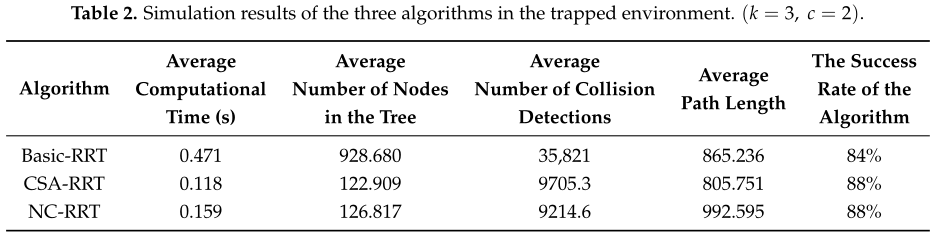 Table 2. Simulation results of the three algorithms in the trapped environment. (k = 3, c = 2).
Algorithm Average Computational Time (s) Average Number of Nodes in the Tree Average Number of Collision Detections Average Path Length The Success Rate of the Algorithm
Basic-RRT 0.471 928.680 35,821 865.236 84%
CSA-RRT 0.118 122.909 9705.3 805.751 88%
NC-RRT 0.159 126.817 9214.6 992.595 88%